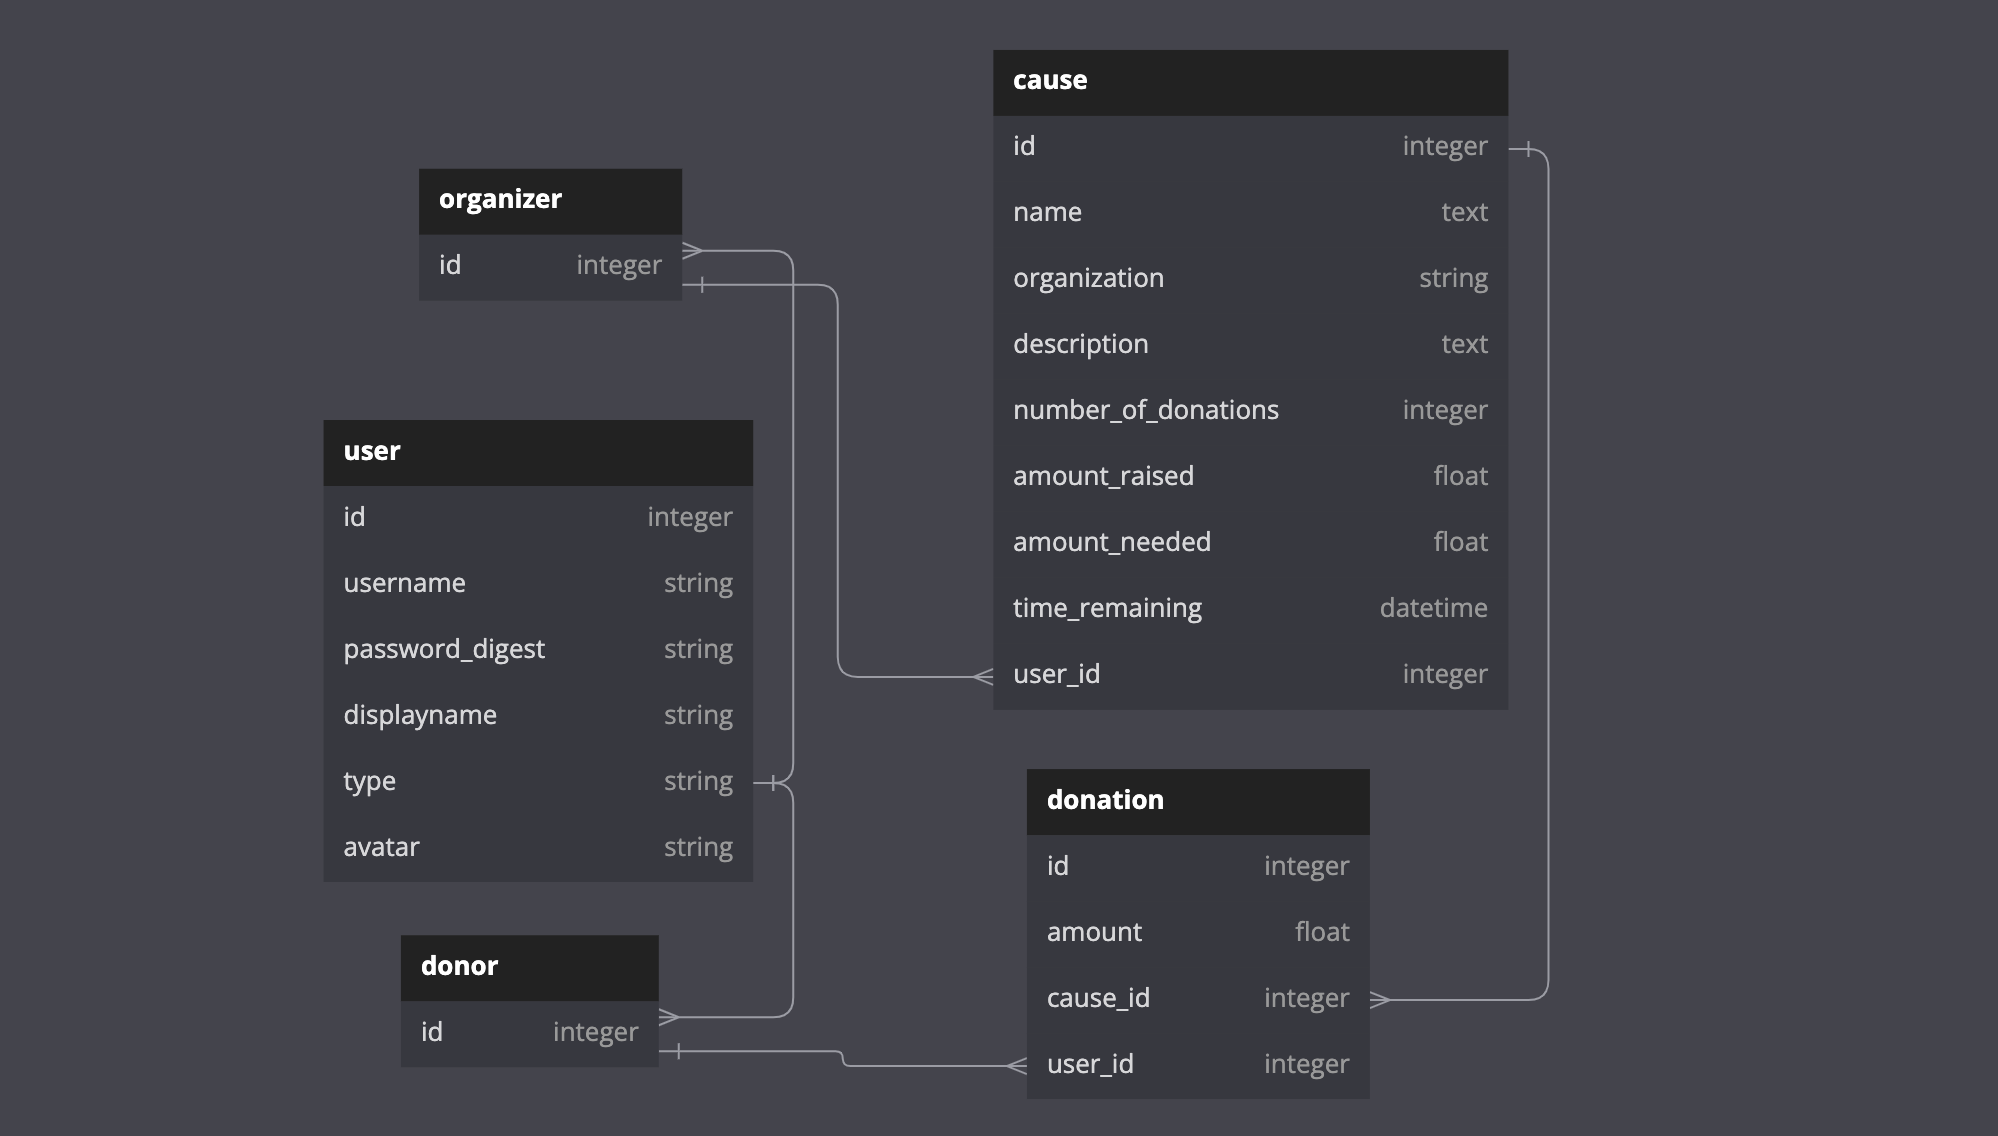 organizer
id integer
user
id integer
username string
password_digest string
displayname string
type string
avatar string
donor
id integer
cause
id integer
name text
organization string
description text
number_of_donations integer
amount_raised float
amount_needed float
time_remaining datetime
user_id integer
donation
id integer
amount float
cause_id integer
user_id integer